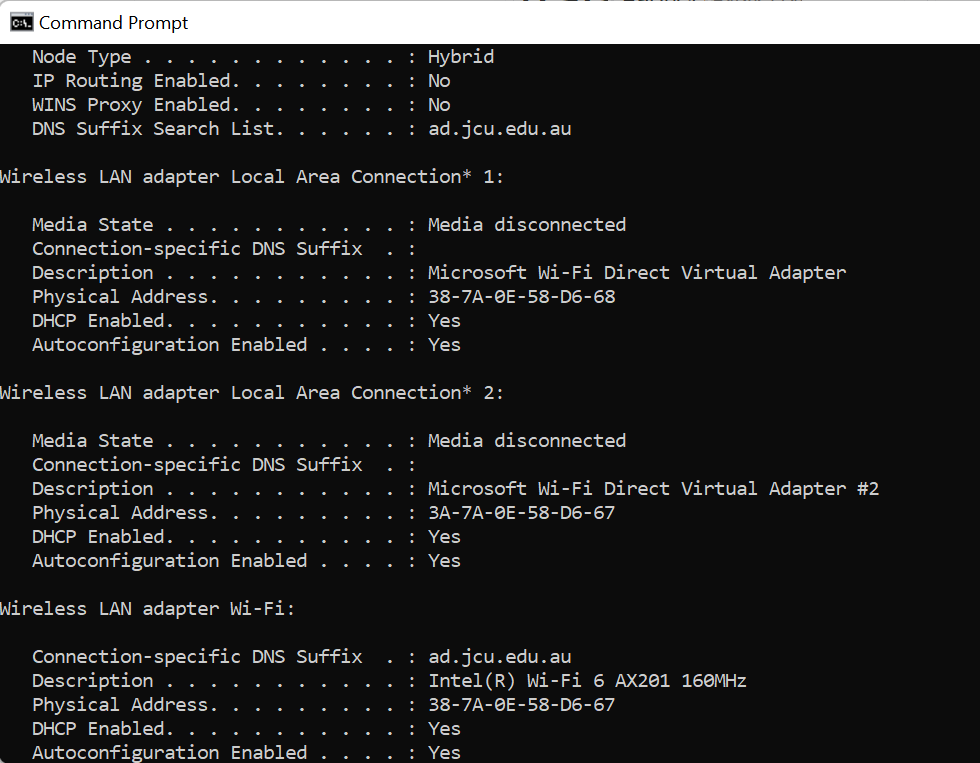 Command Prompt
Node Type . . . . . . . . . . . . : Hybrid
IP Routing Enabled. . . . . . . . : No
WINS Proxy Enabled. . . . . . . . : No
DNS Suffix Search List. . . . . . : ad.jcu.edu.au
Wireless LAN adapter Local Area Connection* 1:
Media State . . . . . . . . . . . : Media disconnected
Connection-specific DNS Suffix  . :
Description . . . . . . . . . . . : Microsoft Wi-Fi Direct Virtual Adapter
Physical Address. . . . . . . . . : 38-7A-0E-58-D6-68
DHCP Enabled. . . . . . . . . . . : Yes
Autoconfiguration Enabled . . . . : Yes
Wireless LAN adapter Local Area Connection* 2:
Media State . . . . . . . . . . . : Media disconnected
Connection-specific DNS Suffix  . :
Description . . . . . . . . . . . : Microsoft Wi-Fi Direct Virtual Adapter #2
Physical Address. . . . . . . . . : 3A-7A-0E-58-D6-67
DHCP Enabled. . . . . . . . . . . : Yes
Autoconfiguration Enabled . . . . : Yes
Wireless LAN adapter Wi-Fi:
Connection-specific DNS Suffix  . : ad.jcu.edu.au
Description . . . . . . . . . . . : Intel(R) Wi-Fi 6 AX201 160MHz
Physical Address. . . . . . . . . : 38-7A-0E-58-D6-67
DHCP Enabled. . . . . . . . . . . : Yes
Autoconfiguration Enabled . . . . : Yes